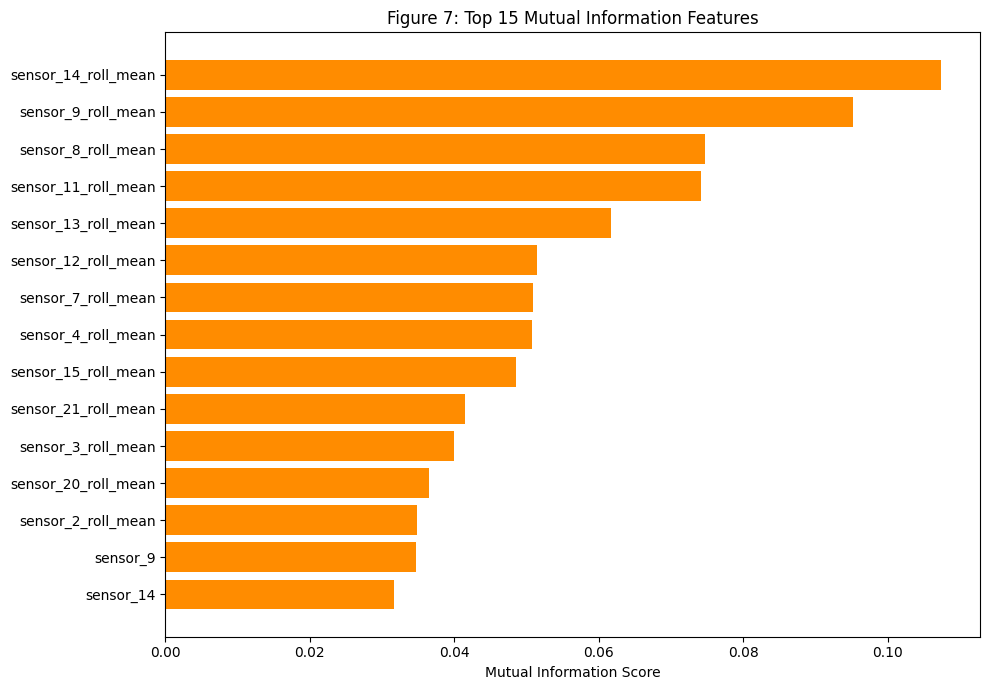 Figure 7: Top 15 Mutual Information Features
sensor_14_roll_mean
sensor_9_roll_mean
sensor_8_roll_mean
sensor_11_roll_mean
sensor_13_roll_mean
sensor_12_roll_mean
sensor_7_roll_mean
sensor_4_roll_mean
sensor_15_roll_mean
sensor_21_roll_mean
sensor_3_roll_mean
sensor_20_roll_mean
sensor_2_roll_mean
sensor_9
sensor_14
0.00 0.02 0.04 0.06 0.08 0.10
Mutual Information Score